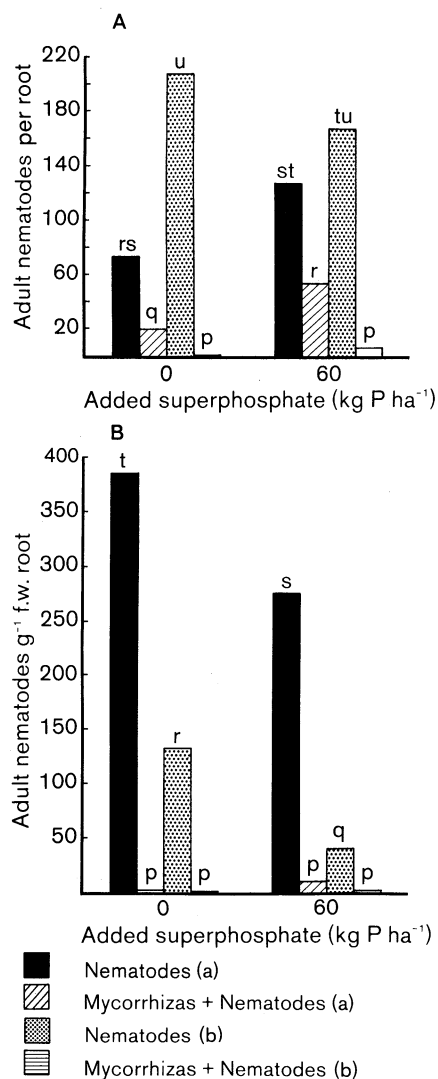 A
Adult nematodes per root
220
180
140
100
60
20
rs
q
u
p
st
r
tu
p
0
60
Added superphosphate (kg P ha⁻¹)
B
Adult nematodes g⁻¹ f.w. root
400
350
300
250
150
50
t
p
r
p
s
p
q
p
0
60
Added superphosphate (kg P ha⁻¹)
Nematodes (a)
Mycorrhizas + Nematodes (a)
Nematodes (b)
Mycorrhizas + Nematodes (b)